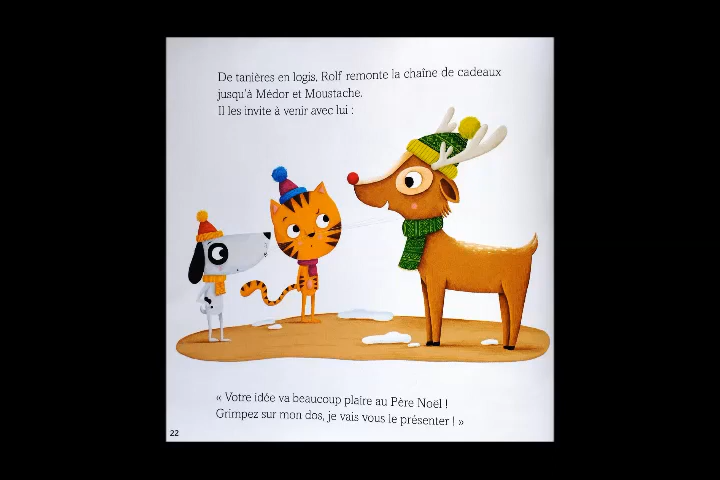 De tanières en logis, Rolf remonte la chaîne de cadeaux
jusqu'à Médor et Moustache.
Il les invite à venir avec lui :
« Votre idée va beaucoup plaire au Père Noël !
Grimpez sur mon dos, je vais vous le présenter ! »
22